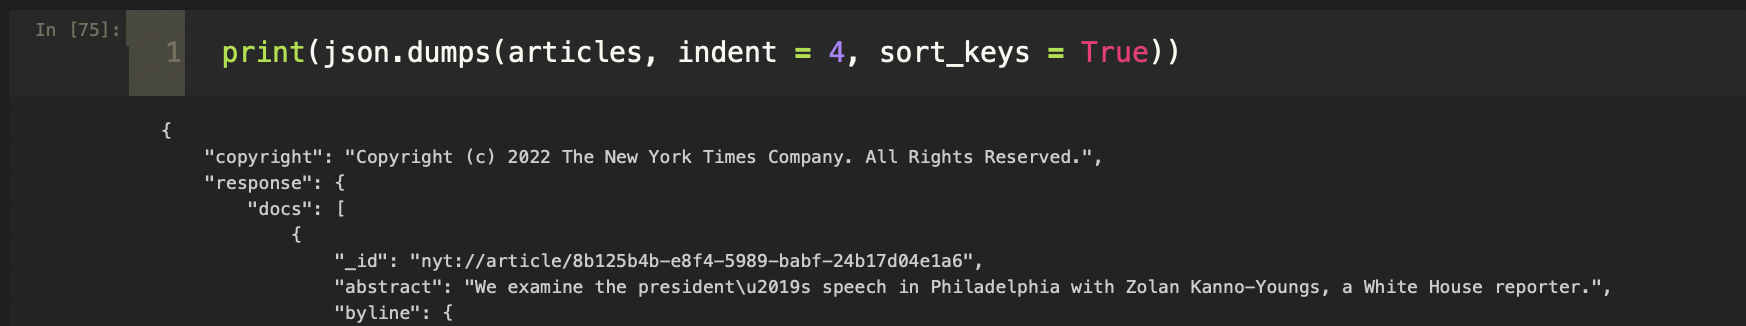 In [75]:
1 print(json.dumps(articles, indent = 4, sort_keys = True))
{
"copyright": "Copyright (c) 2022 The New York Times Company. All Rights Reserved.",
"response": {
"docs": [
{
"_id": "nyt://article/8b125b4b-e8f4-5989-babf-24b17d04e1a6",
"abstract": "We examine the president\u2019s speech in Philadelphia with Zolan Kanno-Youngs, a White House reporter.",
"byline": {